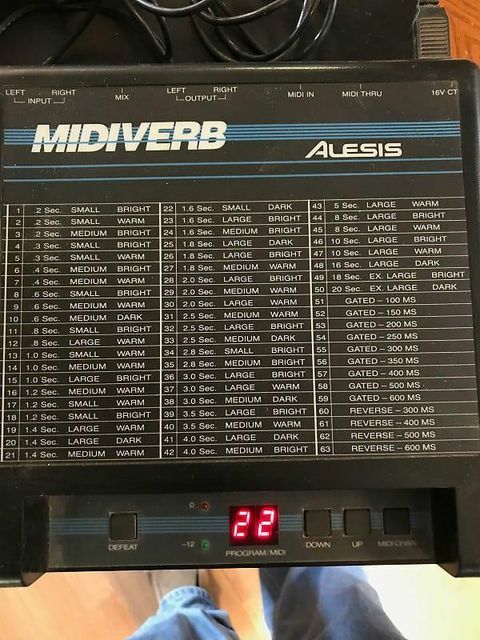 LEFT RIGHT MIX LEFT RIGHT MIDI IN MIDI THRU 16V CT
INPUT OUTPUT
MIDIVERB ALESIS
1 .2 Sec. SMALL BRIGHT
2 .2 Sec. SMALL WARM
3 .2 Sec. MEDIUM BRIGHT
4 .3 Sec. SMALL BRIGHT
5 .3 Sec. SMALL WARM
6 .4 Sec. MEDIUM BRIGHT
7 .4 Sec. MEDIUM WARM
8 .6 Sec. SMALL BRIGHT
9 .6 Sec. MEDIUM WARM
10 .6 Sec. MEDIUM DARK
11 .8 Sec. SMALL BRIGHT
12 .8 Sec. LARGE WARM
13 1.0 Sec. SMALL WARM
14 1.0 Sec. MEDIUM WARM
15 1.0 Sec. LARGE WARM
16 1.2 Sec. MEDIUM BRIGHT
17 1.2 Sec. SMALL WARM
18 1.2 Sec. SMALL BRIGHT
19 1.4 Sec. LARGE WARM
20 1.4 Sec. LARGE DARK
21 1.4 Sec. MEDIUM WARM
22 1.6 Sec. SMALL DARK
23 1.6 Sec. LARGE BRIGHT
24 1.6 Sec. MEDIUM BRIGHT
25 1.8 Sec. LARGE DARK
26 1.8 Sec. LARGE BRIGHT
27 1.8 Sec. MEDIUM WARM
28 2.0 Sec. LARGE BRIGHT
29 2.0 Sec. MEDIUM WARM
30 2.0 Sec. LARGE WARM
31 2.5 Sec. MEDIUM WARM
32 2.5 Sec. LARGE BRIGHT
33 2.5 Sec. LARGE DARK
34 2.8 Sec. SMALL BRIGHT
35 2.8 Sec. MEDIUM BRIGHT
36 3.0 Sec. LARGE BRIGHT
37 3.0 Sec. LARGE WARM
38 3.0 Sec. MEDIUM DARK
39 3.5 Sec. LARGE BRIGHT
40 3.5 Sec. MEDIUM WARM
41 4.0 Sec. LARGE DARK
42 4.0 Sec. MEDIUM BRIGHT
43 5 Sec. LARGE WARM
44 8 Sec. LARGE BRIGHT
45 8 Sec. LARGE WARM
46 10 Sec. LARGE BRIGHT
47 10 Sec. LARGE WARM
48 16 Sec. LARGE DARK
49 18 Sec. EX. LARGE BRIGHT
50 20 Sec. EX. LARGE DARK
51 GATED – 100 MS
52 GATED – 150 MS
53 GATED – 200 MS
54 GATED – 250 MS
55 GATED – 300 MS
56 GATED – 350 MS
57 GATED – 400 MS
58 GATED – 500 MS
59 GATED – 600 MS
60 REVERSE – 300 MS
61 REVERSE – 400 MS
62 REVERSE – 500 MS
63 REVERSE – 600 MS
0
22
-12
DEFEAT PROGRAM/MIDI DOWN UP MIDI CHAN